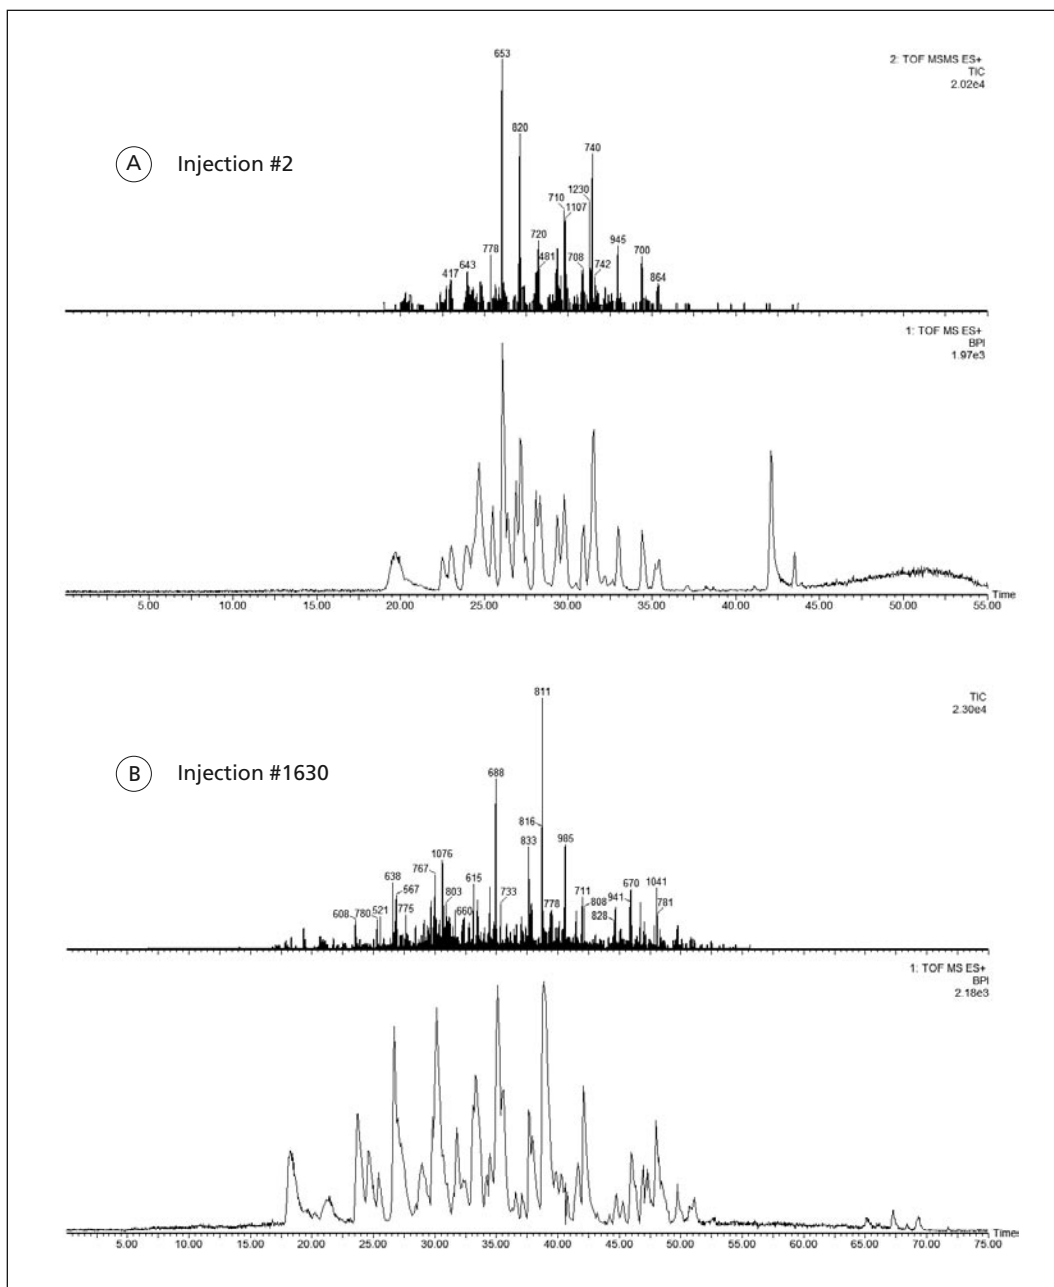 653
2: TOF MSMS ES+
TIC
2.02e4
820
A Injection #2
740
1230
710
1107
720
945
778
481
708
700
643
742
417
864
1: TOF MS ES+
BPI
1.97e3
5.00 10.00 15.00 20.00 25.00 30.00 35.00 40.00 45.00 50.00 55.00 Time
811
TIC
2.30e4
B Injection #1630
688
816
833
985
1076
767
638
615
567
733
670
1041
711
941
803
808
780
521
775
660
778
781
608
828
1: TOF MS ES+
BPI
2.18e3
5.00 10.00 15.00 20.00 25.00 30.00 35.00 40.00 45.00 50.00 55.00 60.00 65.00 70.00 75.00 Time